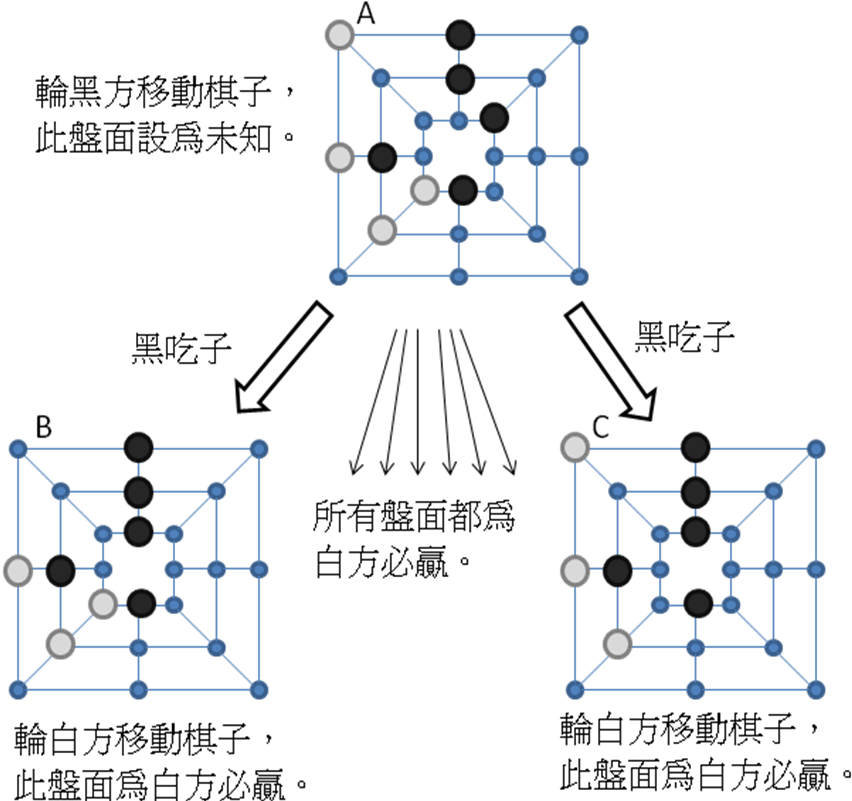 A
輪黑方移動棋子，
此盤面設爲未知。
黑吃子
黑吃子
B
C
所有盤面都爲
白方必贏。
輪白方移動棋子，
此盤面爲白方必贏。
輪白方移動棋子，
此盤面爲白方必贏。